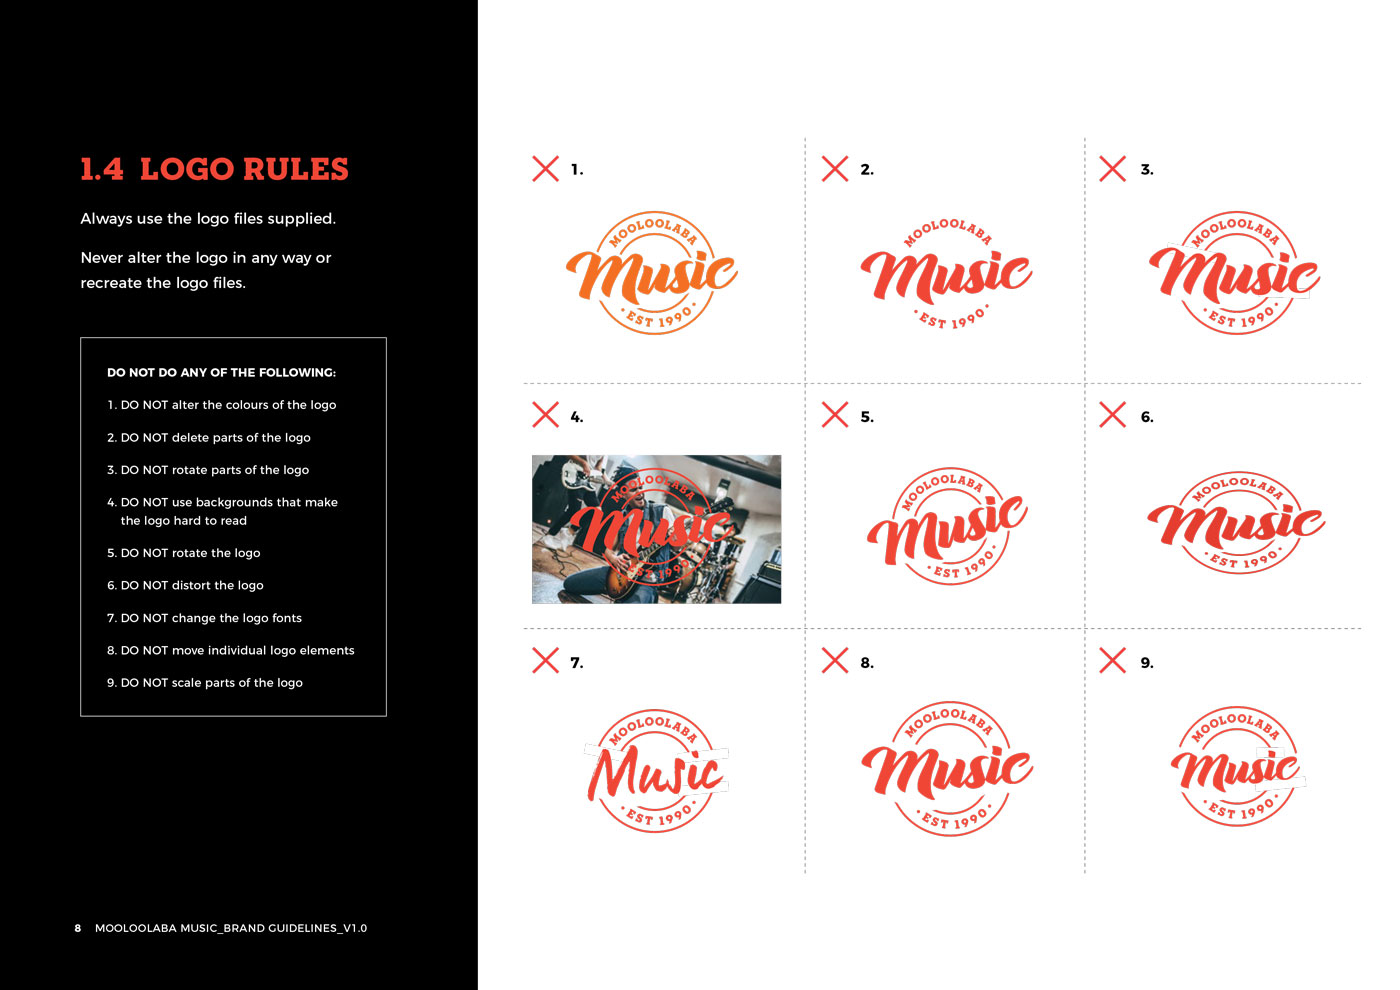 1.4 LOGO RULES
Always use the logo files supplied.
Never alter the logo in any way or
recreate the logo files.
DO NOT DO ANY OF THE FOLLOWING:
1. DO NOT alter the colours of the logo
2. DO NOT delete parts of the logo
3. DO NOT rotate parts of the logo
4. DO NOT use backgrounds that make
the logo hard to read
5. DO NOT rotate the logo
6. DO NOT distort the logo
7. DO NOT change the logo fonts
8. DO NOT move individual logo elements
9. DO NOT scale parts of the logo
8 MOOLOOLABA MUSIC_BRAND GUIDELINES_V1.0
1.
MOOLOOLABA
Music
• EST 1990 •
2.
MOOLOOLABA
Music
• EST 1990 •
3.
MOOLOOLABA
Music
• EST 1990 •
4.
MOOLOOLABA
Music
EST 1990
5.
MOOLOOLABA
Music
• EST 1990 •
6.
MOOLOOLABA
Music
• EST 1990 •
7.
MOOLOOLABA
Music
• EST 1990 •
8.
MOOLOOLABA
Music
• EST 1990 •
9.
MOOLOOLABA
Music
• EST 1990 •